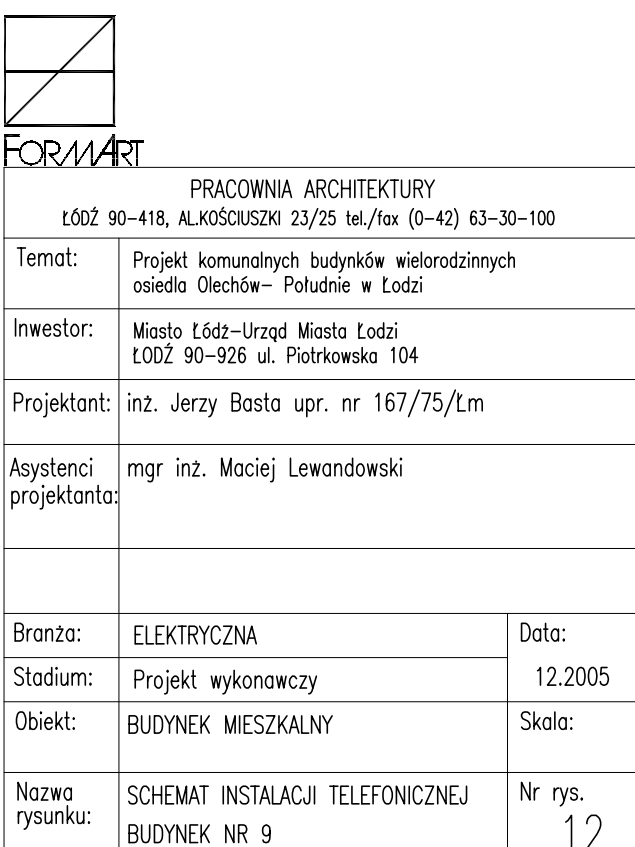 FORMART
PRACOWNIA ARCHITEKTURY
ŁÓDŹ 90-418, AL.KOŚCIUSZKI 23/25 tel./fax (0-42) 63-30-100
Temat: Projekt komunalnych budynków wielorodzinnych
osiedla Olechów- Południe w Łodzi
Inwestor: Miasto Łódź-Urząd Miasta Łodzi
ŁODŹ 90-926 ul. Piotrkowska 104
Projektant: inż. Jerzy Basta upr. nr 167/75/Łm
Asystenci mgr inż. Maciej Lewandowski
projektanta:
Branża: ELEKTRYCZNA Data:
Stadium: Projekt wykonawczy 12.2005
Obiekt: BUDYNEK MIESZKALNY Skala:
Nazwa SCHEMAT INSTALACJI TELEFONICZNEJ Nr rys.
rysunku: BUDYNEK NR 9 12